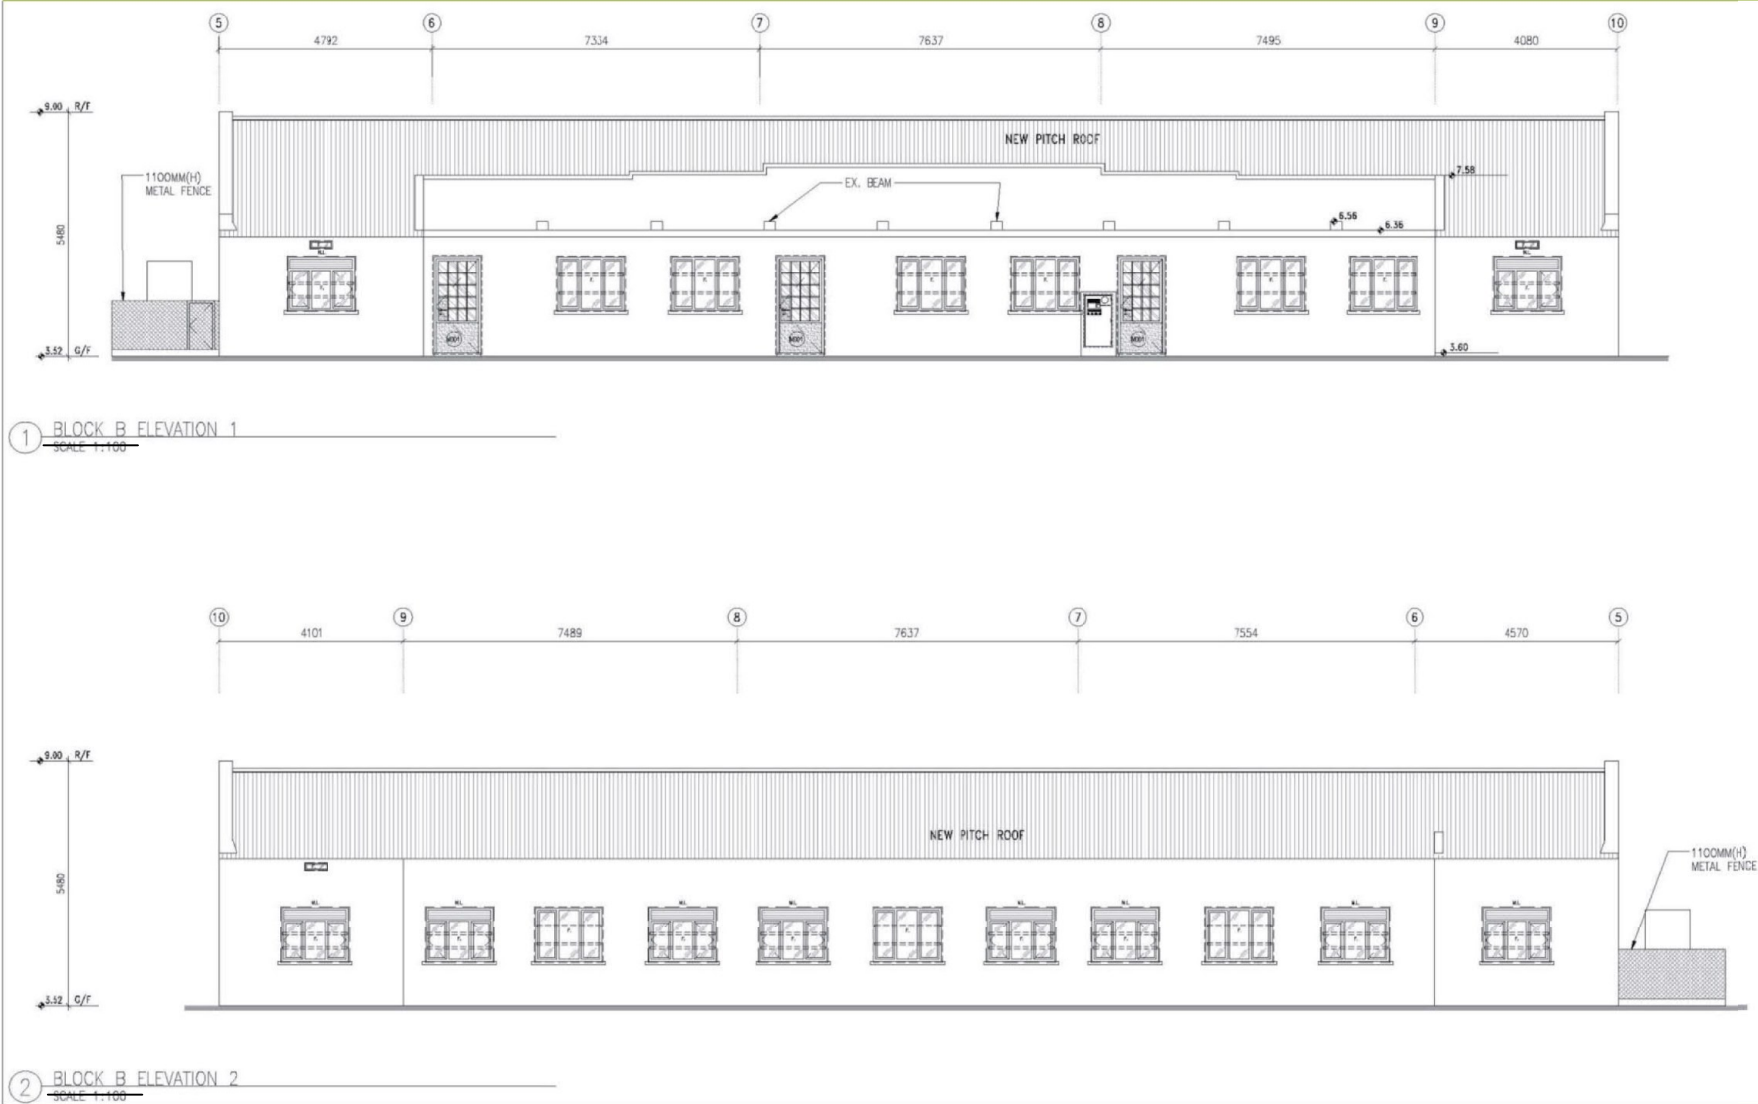 5 6 7 8 9 10
4792 7334 7637 7495 4080
9.00 R/F
NEW PITCH ROOF
1100MM(H)
METAL FENCE
EX. BEAM
7.58
6.56
6.36
5480
M.L. M.L.
F. F. F. F. F. F. F. F.
3.60
3.52 G/F
1 BLOCK B ELEVATION 1
SCALE 1:100
10 9 8 7 6 5
4101 7489 7637 7554 4570
9.00 R/F
NEW PITCH ROOF
1100MM(H)
METAL FENCE
5480
M.L. M.L. M.L. M.L. M.L. M.L. M.L. M.L.
F. F. F. F. F. F. F. F. F. F. F.
3.52 G/F
2 BLOCK B ELEVATION 2
SCALE 1:100